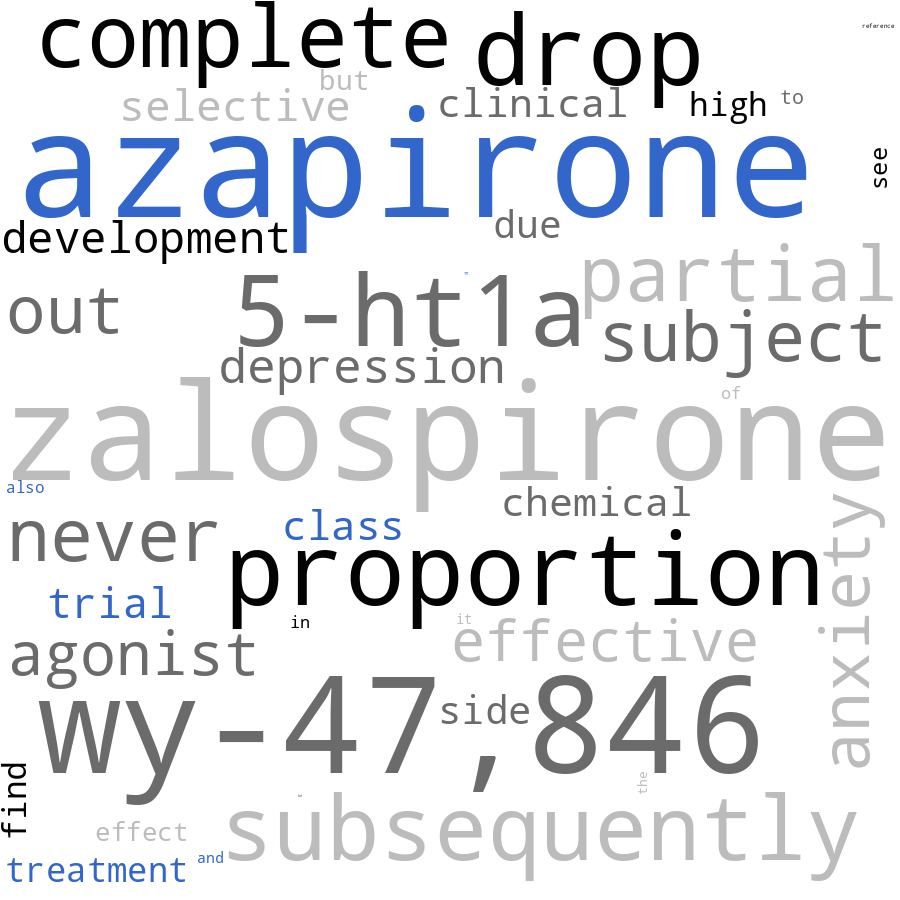 complete
drop
reference
but
selective
clinical
high
to
azapirone
see
development
due
partial
out
5-ht1a
subject
depression
zalospirone
of
also
chemical
never
class
proportion
anxiety
trial
in
it
agonist
effective
wy-47,846
side
find
the
subsequently
effect
treatment
and